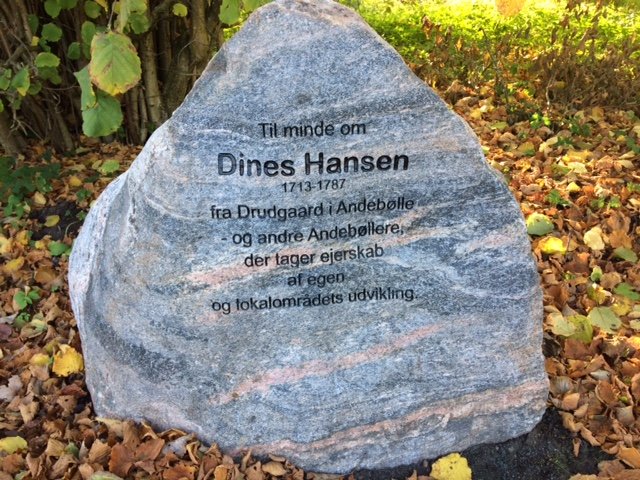 Til minde om
Dines Hansen
1713-1787
fra Drudgaard i Andebølle
- og andre Andebøllere,
der tager ejerskab
af egen
og lokalområdets udvikling.